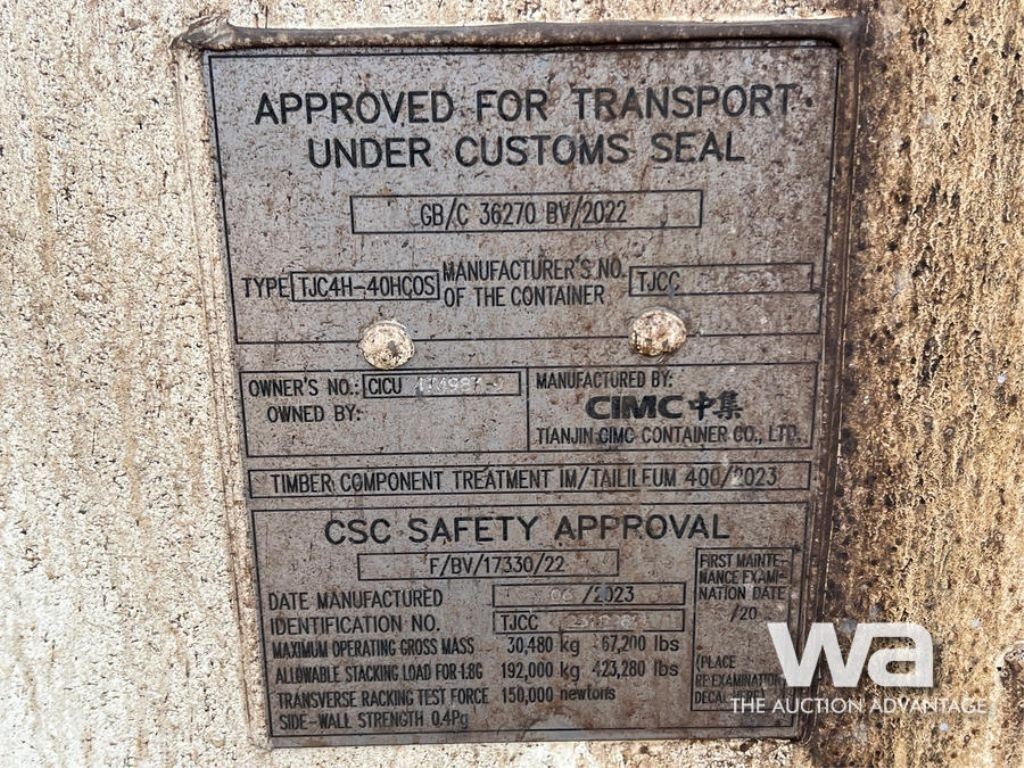 APPROVED FOR TRANSPORT
UNDER CUSTOMS SEAL
GB/C 36270 BV/2022
TYPE TJC4H-40HCOS MANUFACTURER'S NO. OF THE CONTAINER TJCC
OWNER'S NO.: CICU
OWNED BY:
MANUFACTURED BY:
CIMC 中集
TIANJIN CIMC CONTAINER CO., LTD.
TIMBER COMPONENT TREATMENT IM/TAILILEUM 400/2023
CSC SAFETY APPROVAL
F/BV/17330/22
DATE MANUFACTURED 06/2023
IDENTIFICATION NO. TJCC
MAXIMUM OPERATING GROSS MASS 30,480 kg 67,200 lbs
ALLOWABLE STACKING LOAD FOR 1.8G 192,000 kg 423,280 lbs
TRANSVERSE RACKING TEST FORCE 150,000 newtons
SIDE-WALL STRENGTH 0.4Pg
FIRST MAINTE-
NANCE EXAMI-
NATION DATE
/20
(PLACE
RE-EXAMINATION
DECAL HERE)
wa
THE AUCTION ADVANTAGE